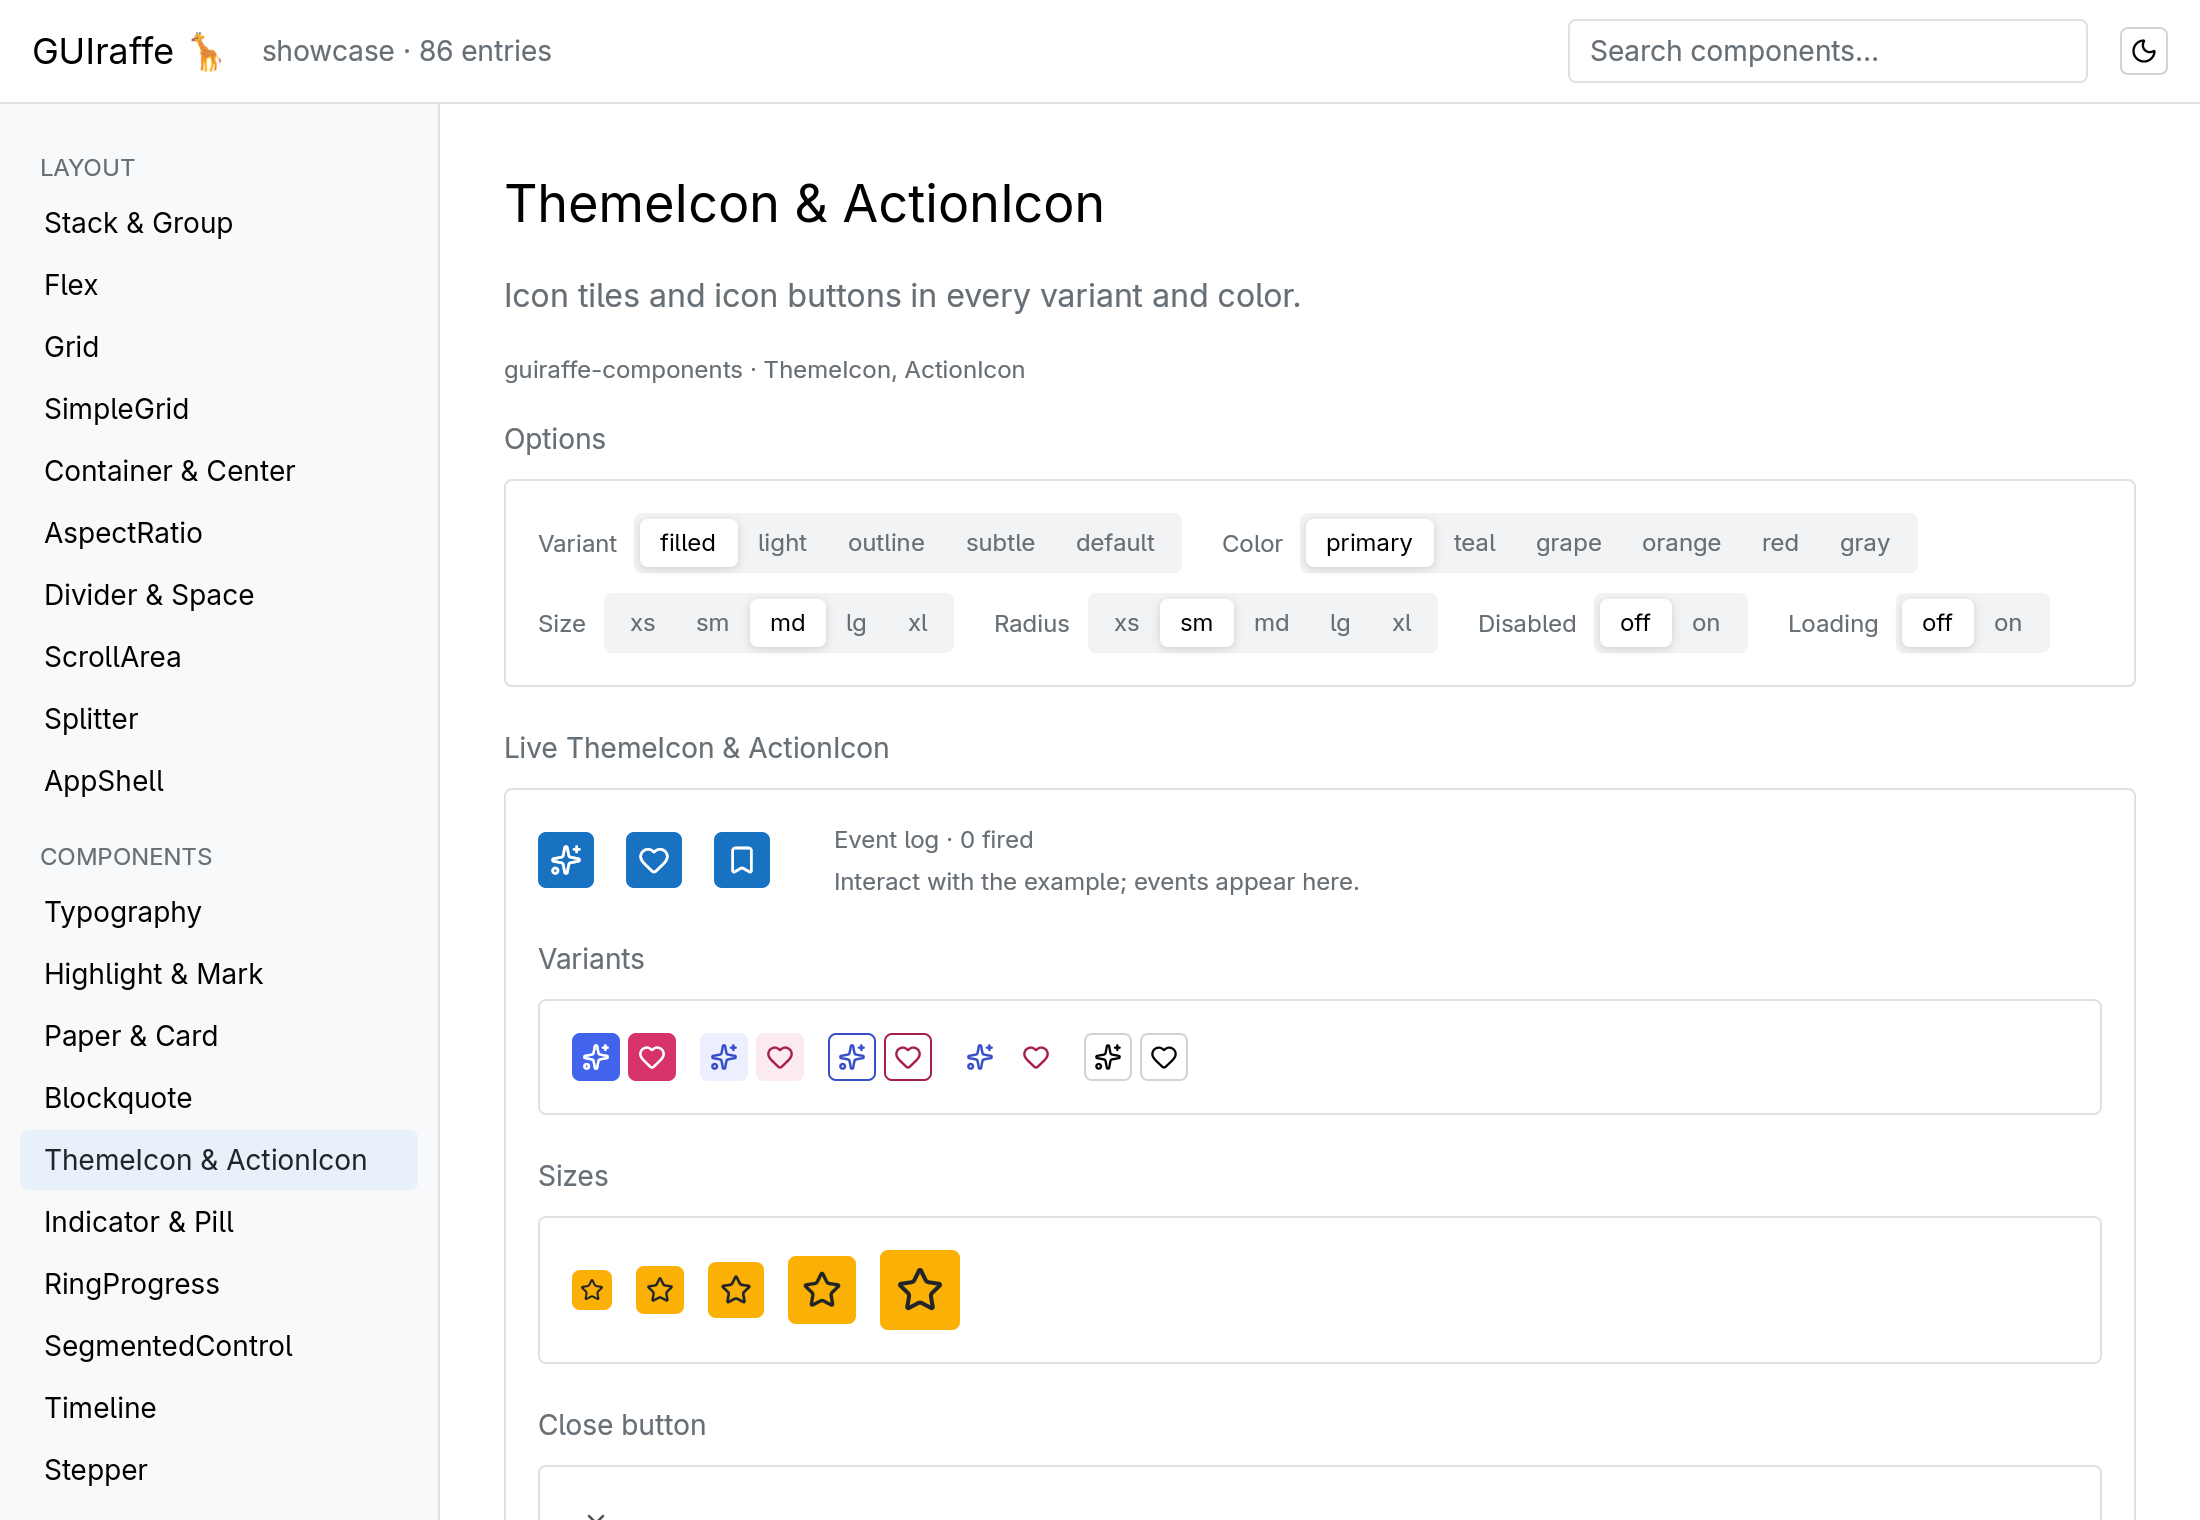 GUIraffe 🦒 showcase · 86 entries
Search components...
LAYOUT
Stack & Group
Flex
Grid
SimpleGrid
Container & Center
AspectRatio
Divider & Space
ScrollArea
Splitter
AppShell
COMPONENTS
Typography
Highlight & Mark
Paper & Card
Blockquote
ThemeIcon & ActionIcon
Indicator & Pill
RingProgress
SegmentedControl
Timeline
Stepper
ThemeIcon & ActionIcon
Icon tiles and icon buttons in every variant and color.
guiraffe-components · ThemeIcon, ActionIcon
Options
Variant filled light outline subtle default Color primary teal grape orange red gray
Size xs sm md lg xl Radius xs sm md lg xl Disabled off on Loading off on
Live ThemeIcon & ActionIcon
Event log · 0 fired
Interact with the example; events appear here.
Variants
Sizes
Close button